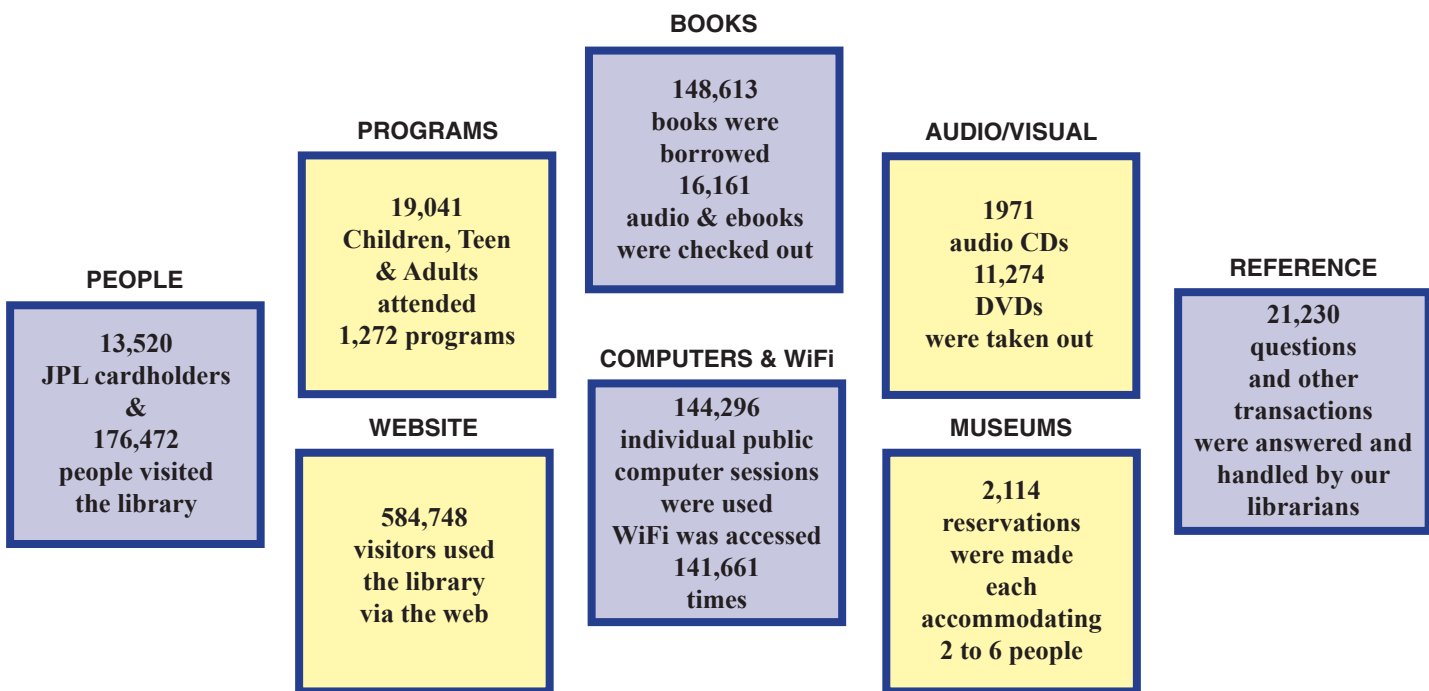 BOOKS
148,613
books were
borrowed
16,161
audio & ebooks
were checked out
PROGRAMS
19,041
Children, Teen
& Adults
attended
1,272 programs
AUDIO/VISUAL
1971
audio CDs
11,274
DVDs
were taken out
PEOPLE
13,520
JPL cardholders
&
176,472
people visited
the library
REFERENCE
21,230
questions
and other
transactions
were answered and
handled by our
librarians
COMPUTERS & WiFi
144,296
individual public
computer sessions
were used
WiFi was accessed
141,661
times
WEBSITE
584,748
visitors used
the library
via the web
MUSEUMS
2,114
reservations
were made
each
accommodating
2 to 6 people